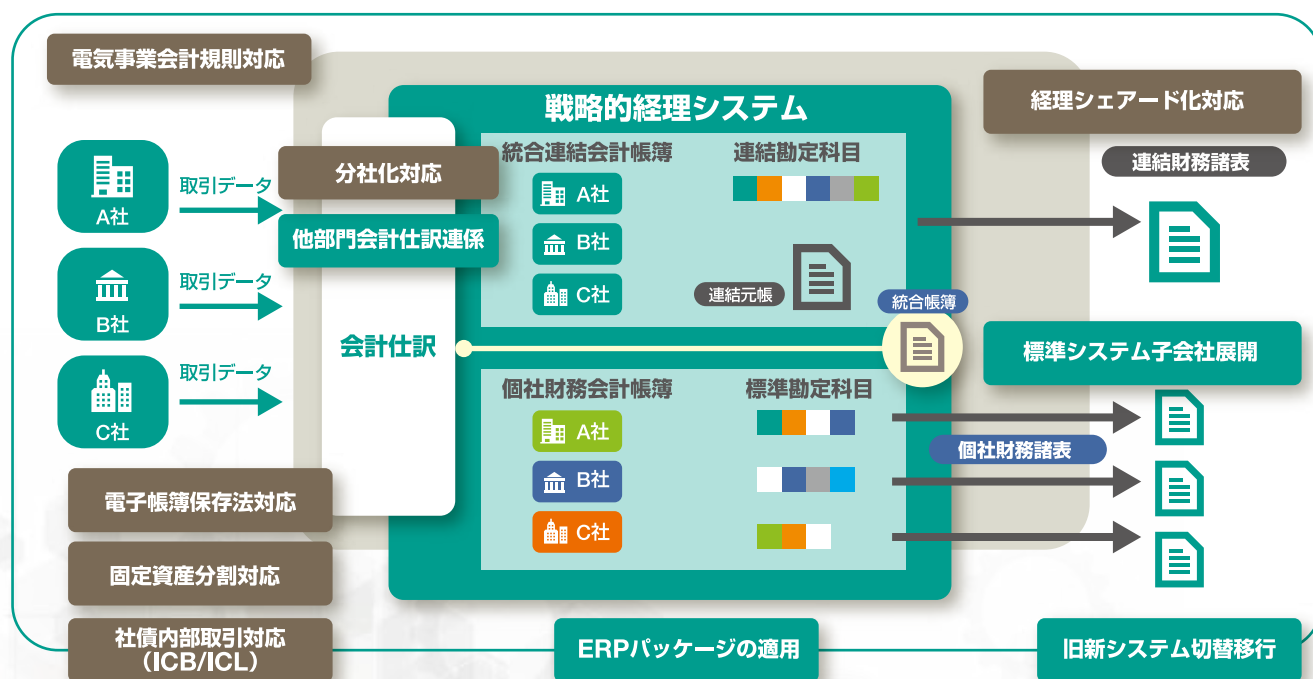 電気事業会計規則対応
戦略的経理システム
経理シェアード化対応
分社化対応
統合連結会計帳簿
連結勘定科目
連結財務諸表
取引データ
A社
A社
他部門会計仕訳連係
B社
取引データ
B社
C社
連結元帳
統合帳簿
会計仕訳
標準システム子会社展開
取引データ
C社
個社財務会計帳簿
標準勘定科目
A社
個社財務諸表
B社
電子帳簿保存法対応
C社
固定資産分割対応
社債内部取引対応
（ICB/ICL）
ERPパッケージの適用
旧新システム切替移行